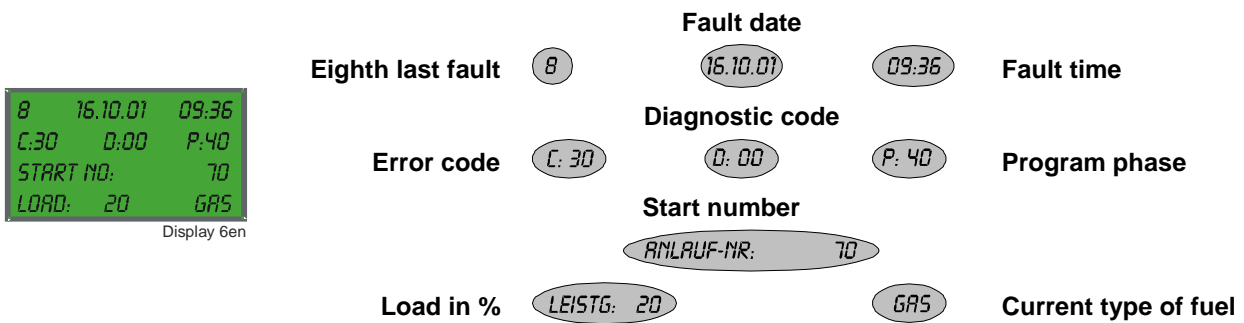 Fault date
Eighth last fault 8 16.10.01 09:36 Fault time
Diagnostic code
Error code C: 30 D: 00 P: 40 Program phase
Start number
ANLAUF-NR: 70
Load in % LEISTG: 20 GAS Current type of fuel
8 16.10.01 09:36
C:30 D:00 P:40
START NO: 70
LOAD: 20 GAS
Display 6en